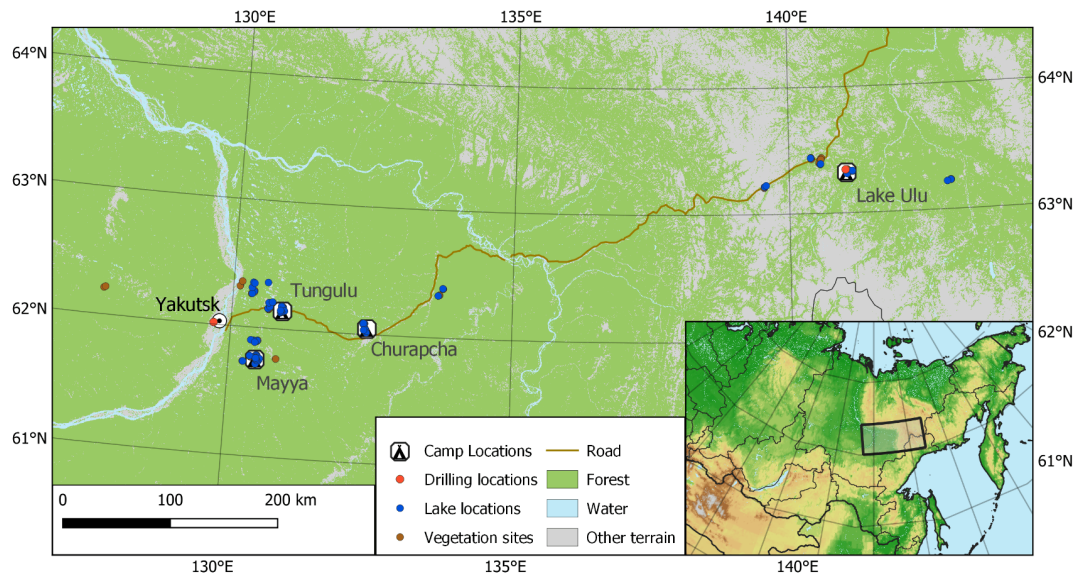 130°E 135°E 140°E
64°N
64°N
63°N
63°N
Lake Ulu
62°N
Tungulu
Yakutsk
62°N
Churapcha
Mayya
61°N
61°N
Camp Locations
Road
Drilling locations
Forest
Lake locations
Water
Vegetation sites
Other terrain
0 100 200 km
130°E 135°E 140°E